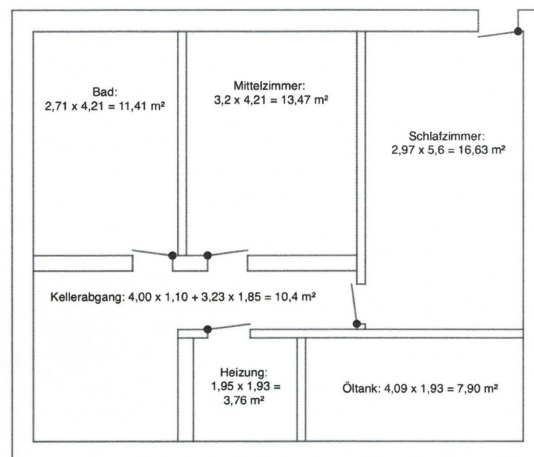 Bad:
2,71 x 4,21 = 11,41 m²
Mittelzimmer:
3,2 x 4,21 = 13,47 m²
Schlafzimmer:
2,97 x 5,6 = 16,63 m²
Kellerabgang: 4,00 x 1,10 + 3,23 x 1,85 = 10,4 m²
Heizung:
1,95 x 1,93 =
3,76 m²
Öltank: 4,09 x 1,93 = 7,90 m²